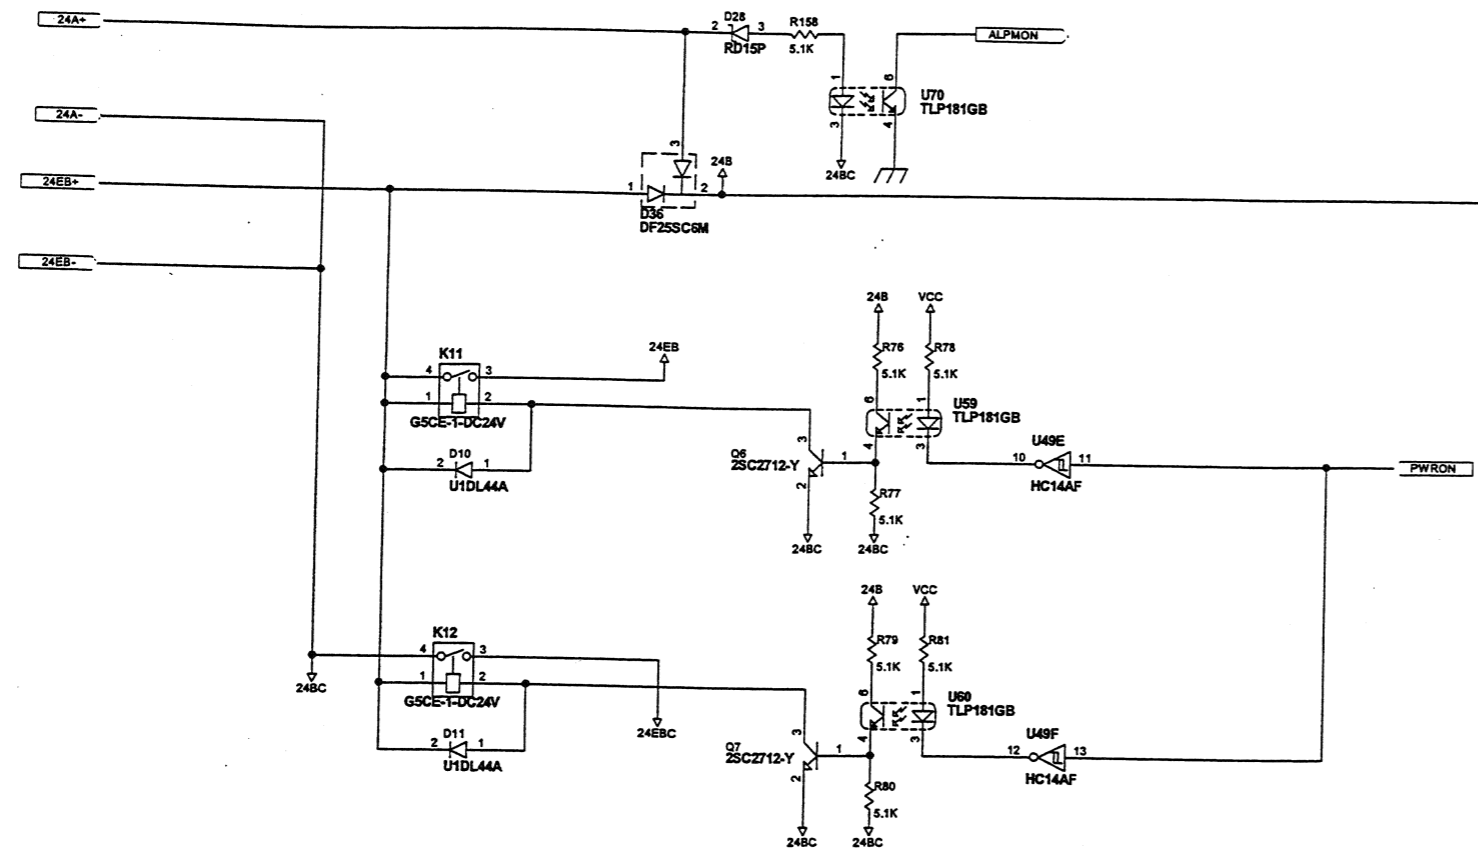 24A+
D28
2
3
RD15P
R158
5.1K
ALPMON
1
6
U70
TLP181GB
3
4
24BC
24A-
24EB+
3
24B
1
2
D36
DF25SC6M
24EB-
24B
VCC
R76
5.1K
R78
5.1K
K11
24EB
4
3
1
2
G5CE-1-DC24V
6
1
U59
TLP181GB
4
3
U49E
10
11
HC14AF
PWRON
D10
2
1
U1DL44A
Q6
2SC2712-Y
3
1
2
R77
5.1K
24BC
24BC
24B
VCC
R79
5.1K
R81
5.1K
K12
4
3
1
2
G5CE-1-DC24V
24BC
24EBC
6
1
U60
TLP181GB
4
3
U49F
12
13
HC14AF
D11
2
1
U1DL44A
Q7
2SC2712-Y
3
1
2
R80
5.1K
24BC
24BC